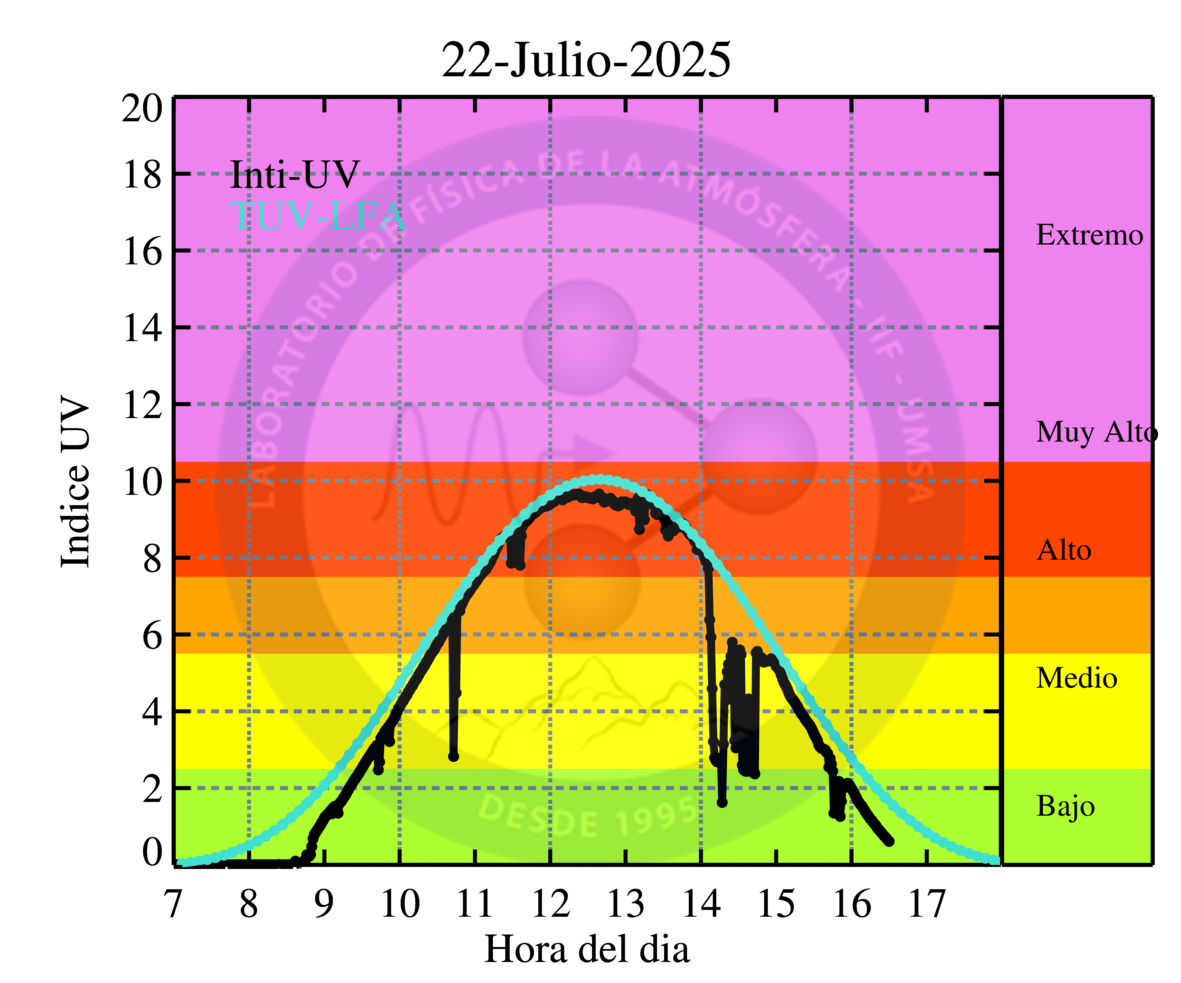 22-Julio-2025
20
18
16
14
12
10
8
6
4
2
0
Indice UV
Inti-UV
TUV-LFA
LABORATORIO DE FÍSICA DE LA ATMÓSFERA - IIF - UMSA
DESDE 1995
Extremo
Muy Alto
Alto
Medio
Bajo
7 8 9 10 11 12 13 14 15 16 17
Hora del dia